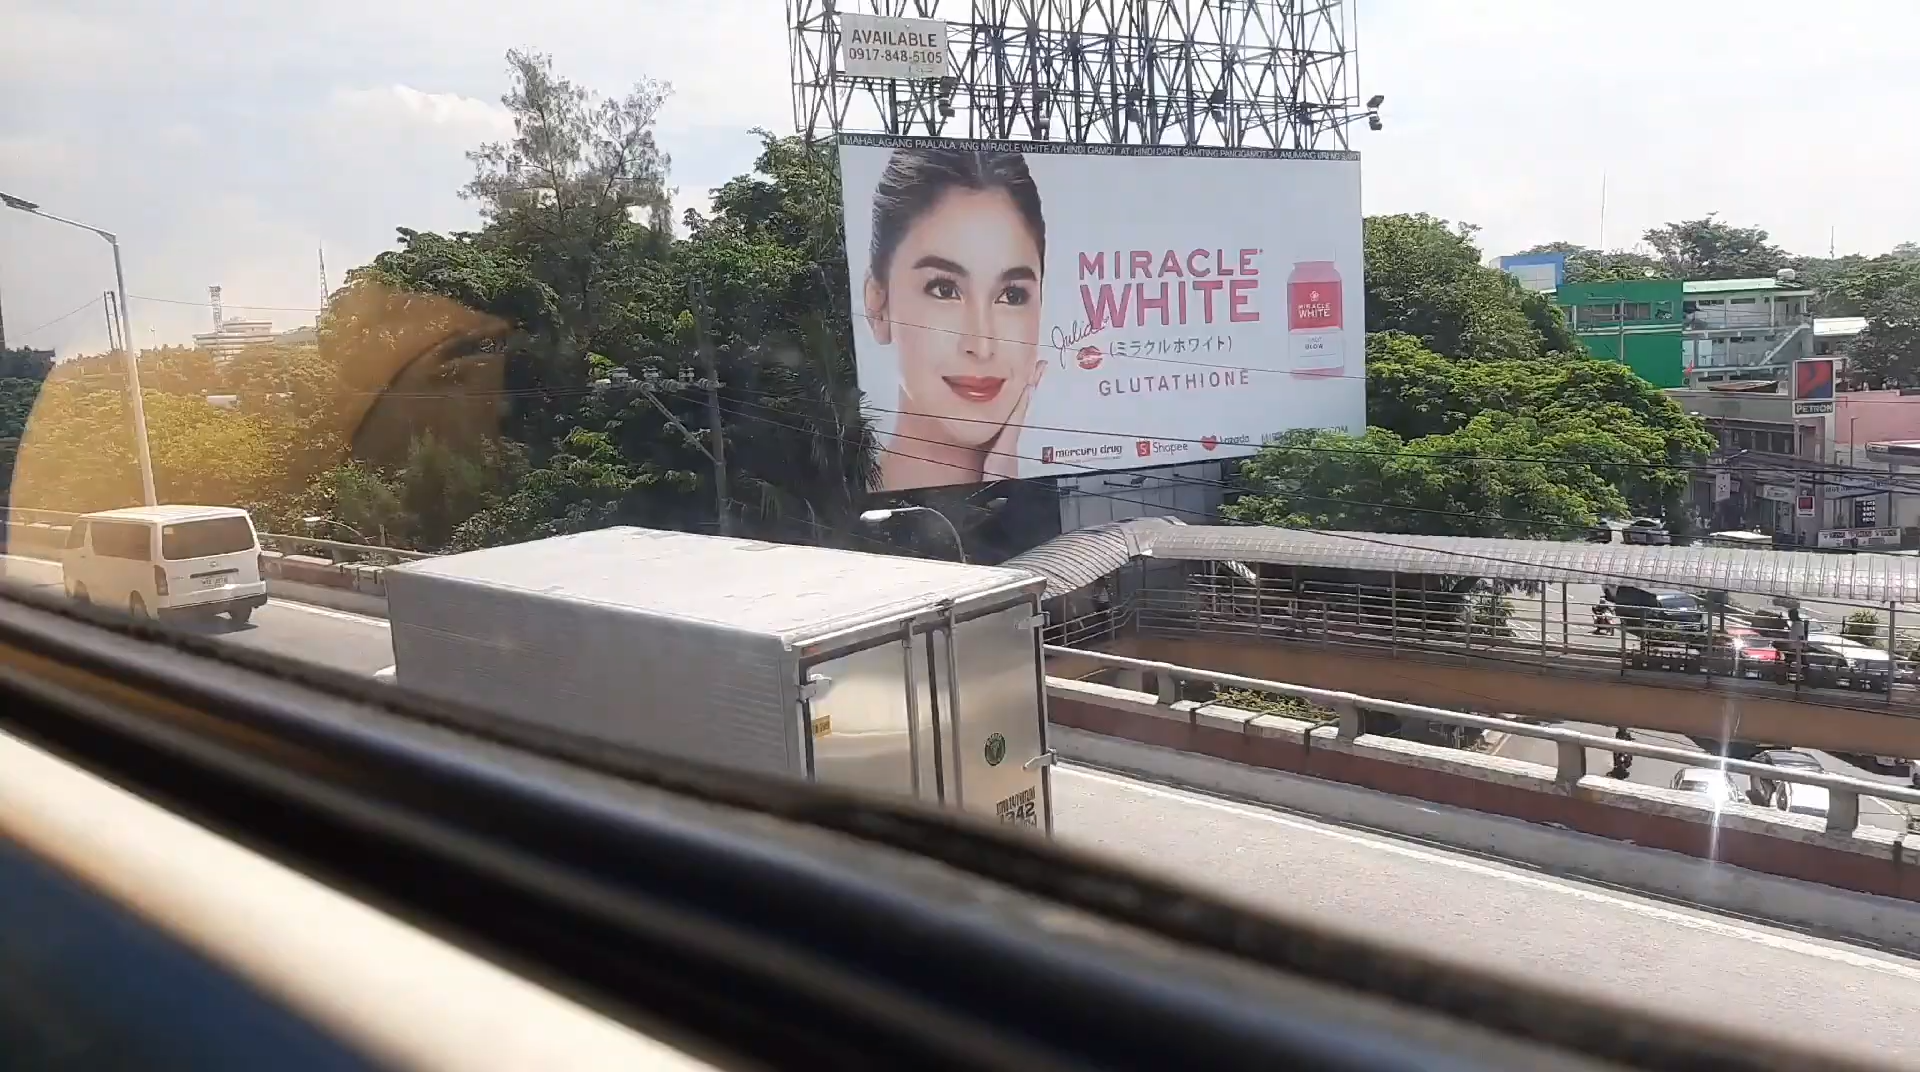 AVAILABLE
0917-848-5105
MAHALAGANG PAALALA: ANG MIRACLE WHITE AY HINDI GAMOT AT HINDI DAPAT GAMITING PANGGAMOT SA ANUMANG URI NG
MIRACLE
WHITE
Julia
(ミラクルホワイト)
GLUTATHIONE
MIRACLE
WHITE
GLOW
mercury drug
Shopee
Lazada
PETRON